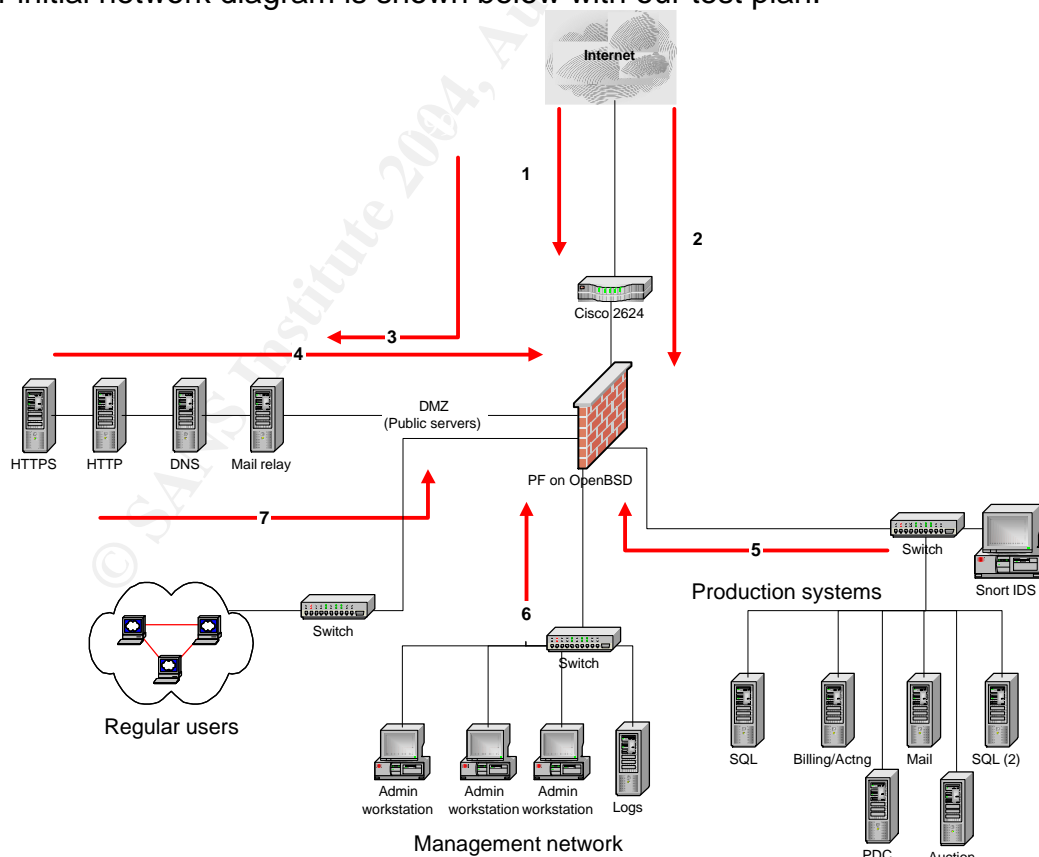 r initial network diagram is shown below with our test plan.
Internet
1
2
Cisco 2624
3
4
DMZ
(Public servers)
HTTPS
HTTP
DNS
Mail relay
PF on OpenBSD
7
5
Switch
Snort IDS
Production systems
6
Switch
Switch
Regular users
SQL
Billing/Actng
Mail
SQL (2)
Admin
workstation
Admin
workstation
Admin
workstation
Logs
Management network
PDC
Auction
© SANS Institute 2004, Au